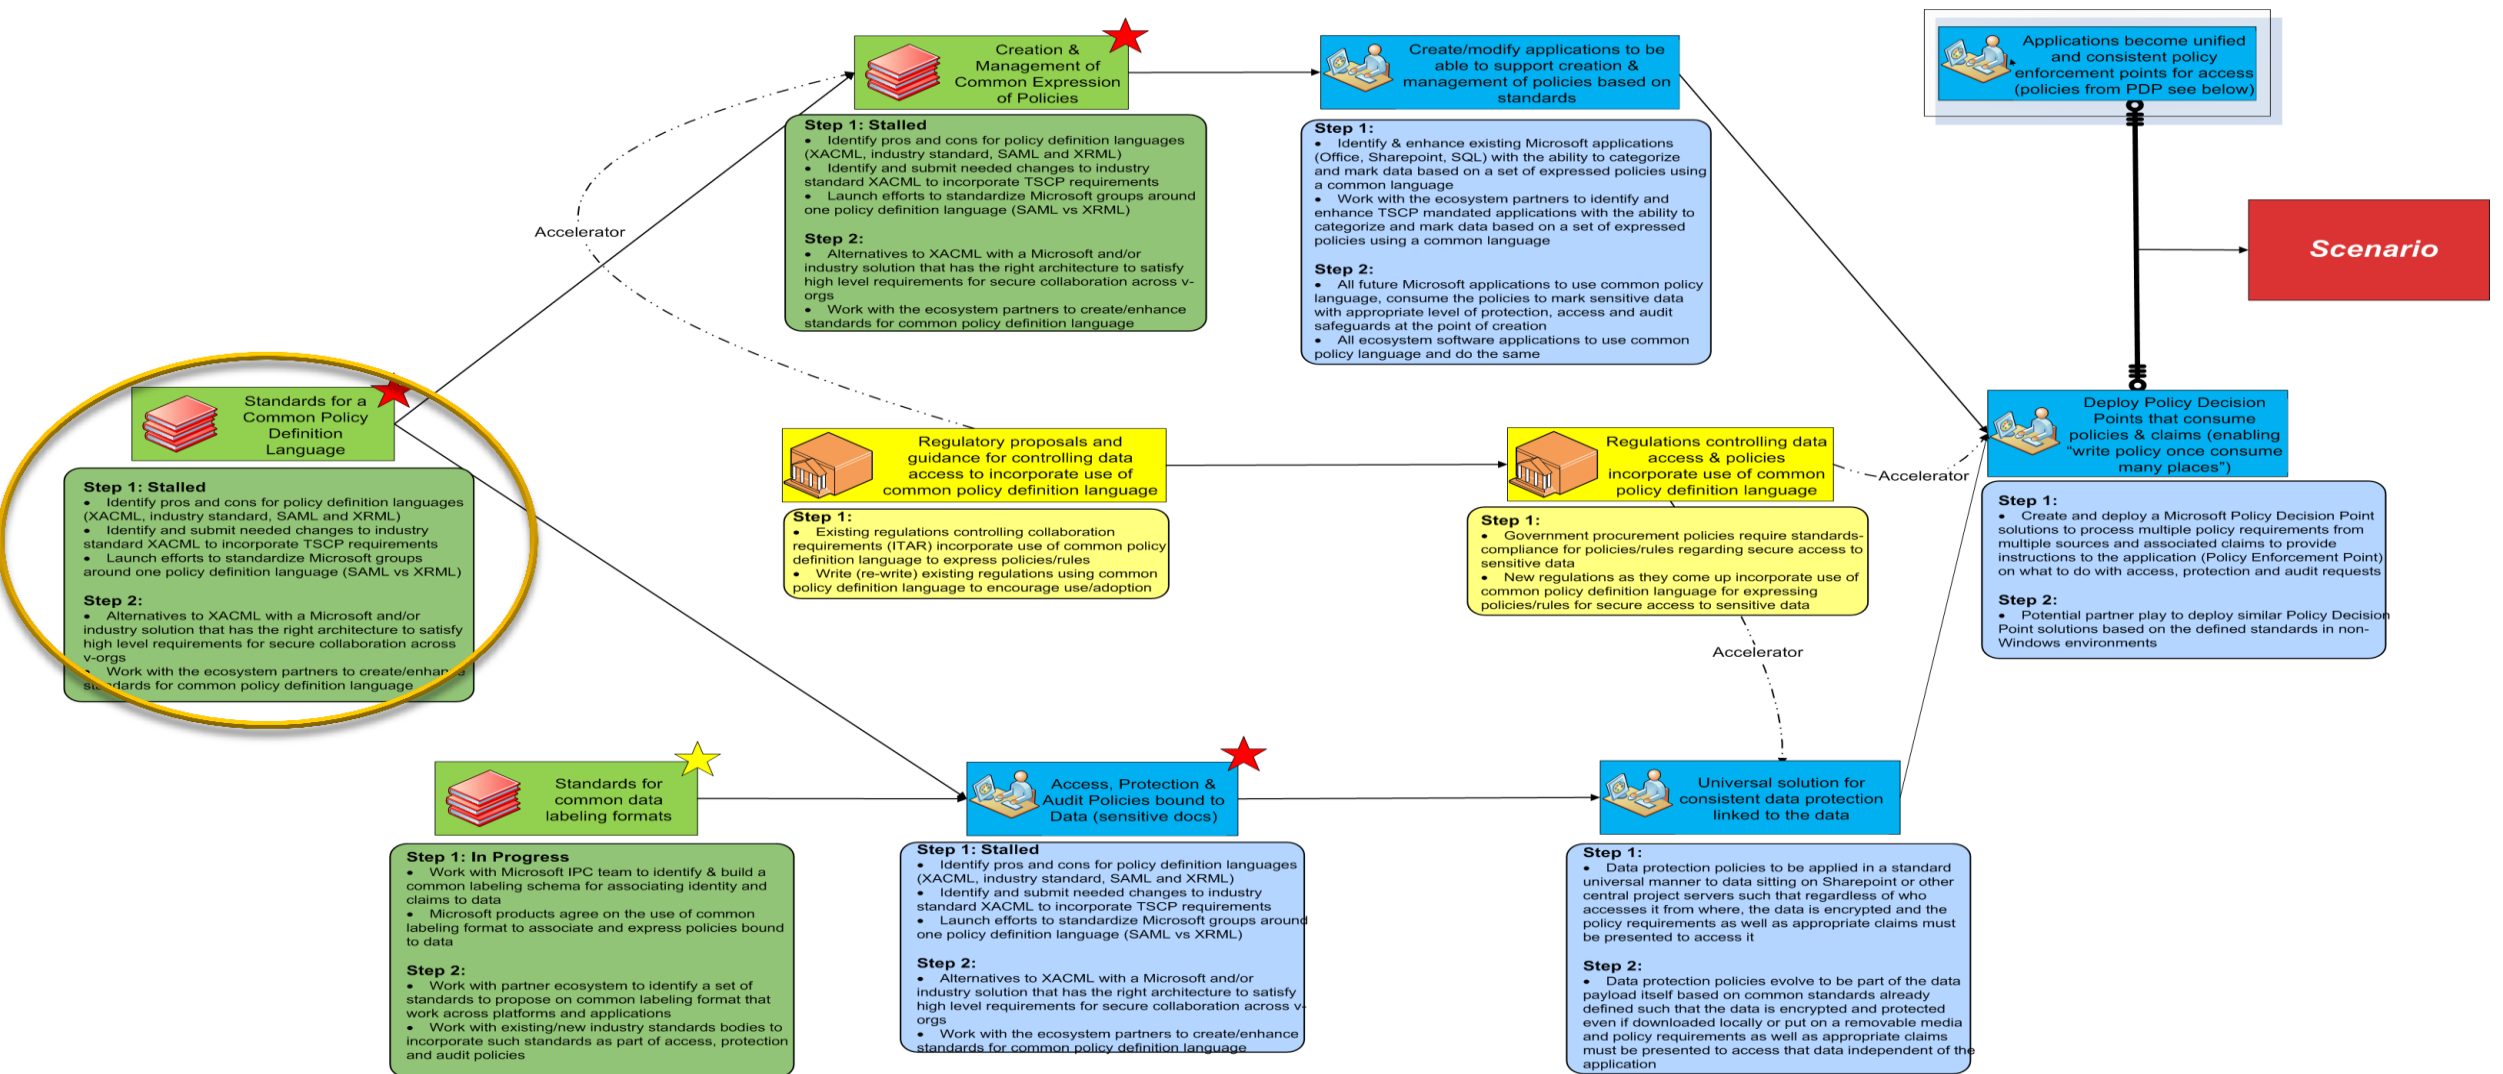 Creation &
Management of
Common Expression
of Policies
Step 1: Stalled
• Identify pros and cons for policy definition languages
(XACML, industry standard, SAML and XRML)
• Identify and submit needed changes to industry
standard XACML to incorporate TSCP requirements
• Launch efforts to standardize Microsoft groups around
one policy definition language (SAML vs XRML)
Step 2:
• Alternatives to XACML with a Microsoft and/or
industry solution that has the right architecture to satisfy
high level requirements for secure collaboration across v-
orgs
• Work with the ecosystem partners to create/enhance
standards for common policy definition language
Create/modify applications to be
able to support creation &
management of policies based on
standards
Step 1:
• Identify & enhance existing Microsoft applications
(Office, Sharepoint, SQL) with the ability to categorize
and mark data based on a set of expressed policies using
a common language
• Work with the ecosystem partners to identify and
enhance TSCP mandated applications with the ability to
categorize and mark data based on a set of expressed
policies using a common language
Step 2:
• All future Microsoft applications to use common policy
language, consume the policies to mark sensitive data
with appropriate level of protection, access and audit
safeguards at the point of creation
• All ecosystem software applications to use common
policy language and do the same
Applications become unified
and consistent policy
enforcement points for access
(policies from PDP see below)
Scenario
Accelerator
Standards for a
Common Policy
Definition
Language
Step 1: Stalled
• Identify pros and cons for policy definition languages
(XACML, industry standard, SAML and XRML)
• Identify and submit needed changes to industry
standard XACML to incorporate TSCP requirements
• Launch efforts to standardize Microsoft groups
around one policy definition language (SAML vs XRML)
Step 2:
• Alternatives to XACML with a Microsoft and/or
industry solution that has the right architecture to satisfy
high level requirements for secure collaboration across
v-orgs
• Work with the ecosystem partners to create/enhance
standards for common policy definition language
Regulatory proposals and
guidance for controlling data
access to incorporate use of
common policy definition language
Step 1:
• Existing regulations controlling collaboration
requirements (ITAR) incorporate use of common policy
definition language to express policies/rules
• Write (re-write) existing regulations using common
policy definition language to encourage use/adoption
Regulations controlling data
access & policies
incorporate use of common
policy definition language
Step 1:
• Government procurement policies require standards-
compliance for policies/rules regarding secure access to
sensitive data
• New regulations as they come up incorporate use of
common policy definition language for expressing
policies/rules for secure access to sensitive data
Accelerator
Accelerator
Deploy Policy Decision
Points that consume
policies & claims (enabling
“write policy once consume
many places”)
Step 1:
• Create and deploy a Microsoft Policy Decision Point
solutions to process multiple policy requirements from
multiple sources and associated claims to provide
instructions to the application (Policy Enforcement Point)
on what to do with access, protection and audit requests
Step 2:
• Potential partner play to deploy similar Policy Decision
Point solutions based on the defined standards in non-
Windows environments
Standards for
common data
labeling formats
Step 1: In Progress
• Work with Microsoft IPC team to identify & build a
common labeling schema for associating identity and
claims to data
• Microsoft products agree on the use of common
labeling format to associate and express policies bound
to data
Step 2:
• Work with partner ecosystem to identify a set of
standards to propose on common labeling format that
work across platforms and applications
• Work with existing/new industry standards bodies to
incorporate such standards as part of access, protection
and audit policies
Access, Protection &
Audit Policies bound to
Data (sensitive docs)
Step 1: Stalled
• Identify pros and cons for policy definition languages
(XACML, industry standard, SAML and XRML)
• Identify and submit needed changes to industry
standard XACML to incorporate TSCP requirements
• Launch efforts to standardize Microsoft groups around
one policy definition language (SAML vs XRML)
Step 2:
• Alternatives to XACML with a Microsoft and/or
industry solution that has the right architecture to satisfy
high level requirements for secure collaboration across v-
orgs
• Work with the ecosystem partners to create/enhance
standards for common policy definition language
Universal solution for
consistent data protection
linked to the data
Step 1:
• Data protection policies to be applied in a standard
universal manner to data sitting on Sharepoint or other
central project servers such that regardless of who
accesses it from where, the data is encrypted and the
policy requirements as well as appropriate claims must
be presented to access it
Step 2:
• Data protection policies evolve to be part of the data
payload itself based on common standards already
defined such that the data is encrypted and protected
even if downloaded locally or put on a removable media
and policy requirements as well as appropriate claims
must be presented to access that data independent of the
application